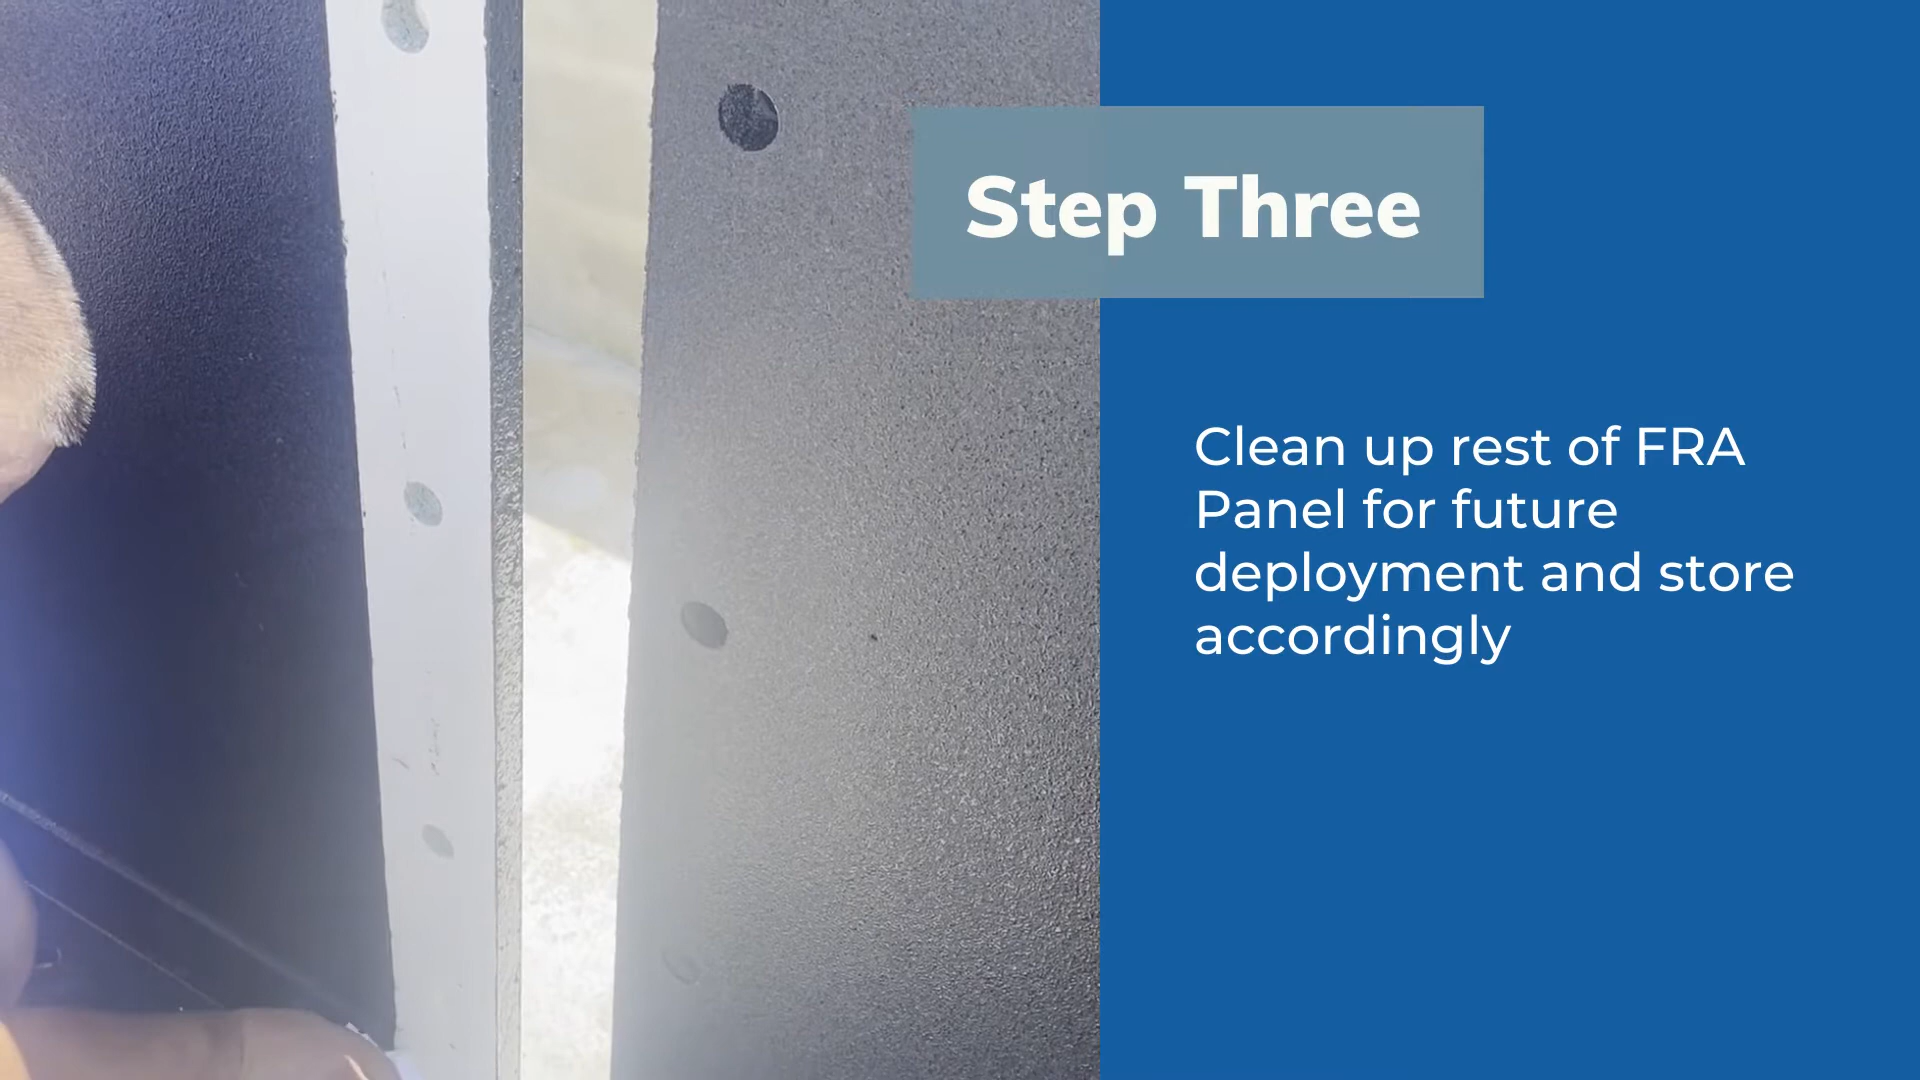 Step Three
Clean up rest of FRA
Panel for future
deployment and store
accordingly